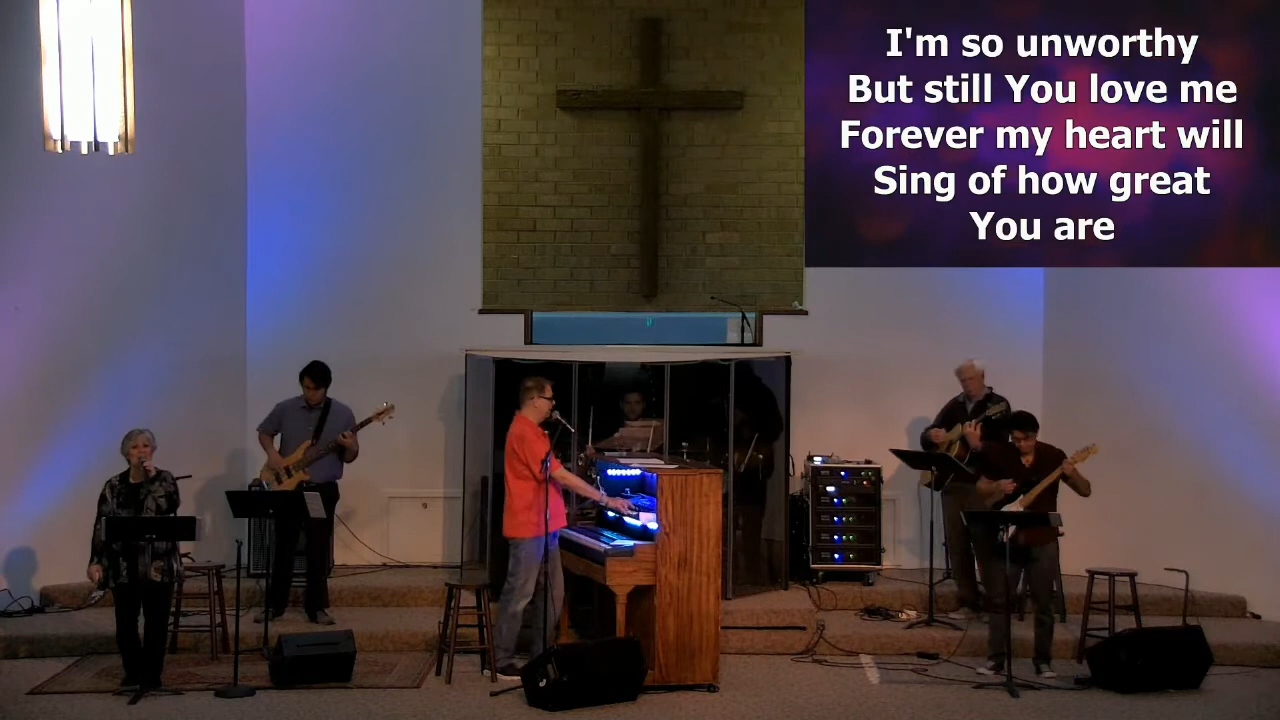 I'm so unworthy
But still You love me
Forever my heart will
Sing of how great
You are